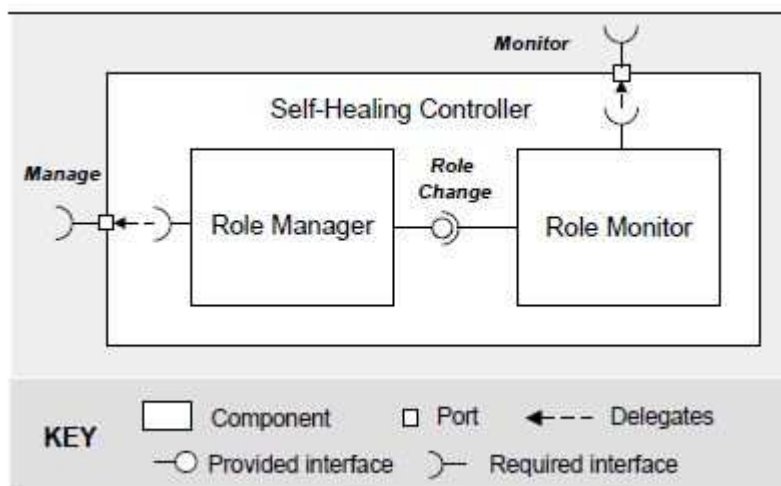 Monitor
Self-Healing Controller
Manage
Role
Change
Role Manager
Role Monitor
KEY
Component
Port
Delegates
Provided interface
Required interface